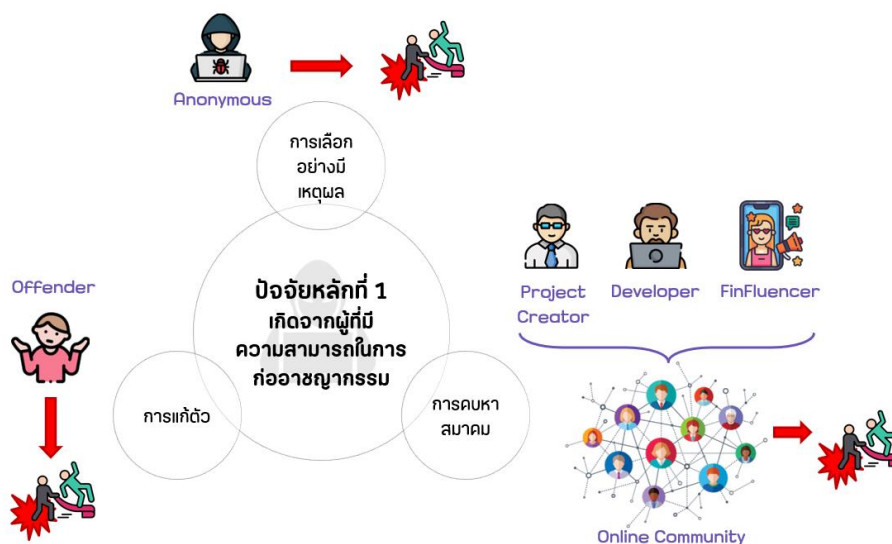 Anonymous
การเลือก
อย่างมี
เหตุผล
Offender
ปัจจัยหลักที่ 1
เกิดจากผู้ที่มี
ความสามารถในการ
ก่ออาชญากรรม
การแก้ตัว
การคบหา
สมาคม
Project
Creator
Developer
FinFluencer
Online Community